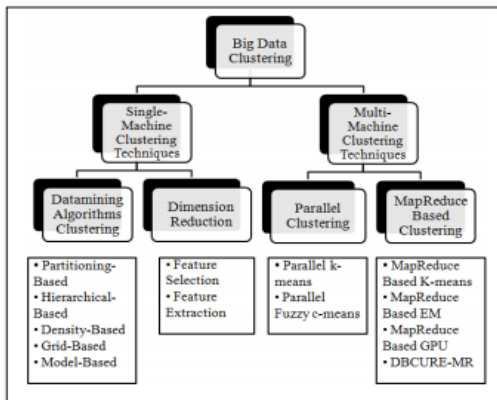 Big Data
Clustering
Single-
Machine
Clustering
Techniques
Multi-
Machine
Clustering
Techniques
Datamining
Algorithms
Clustering
Dimension
Reduction
Parallel
Clustering
MapReduce
Based
Clustering
• Partitioning-
Based
• Hierarchical-
Based
• Density-Based
• Grid-Based
• Model-Based
• Feature
Selection
• Feature
Extraction
• Parallel k-
means
• Parallel
Fuzzy c-means
• MapReduce
Based K-means
• MapReduce
Based EM
• MapReduce
Based GPU
• DBCURE-MR